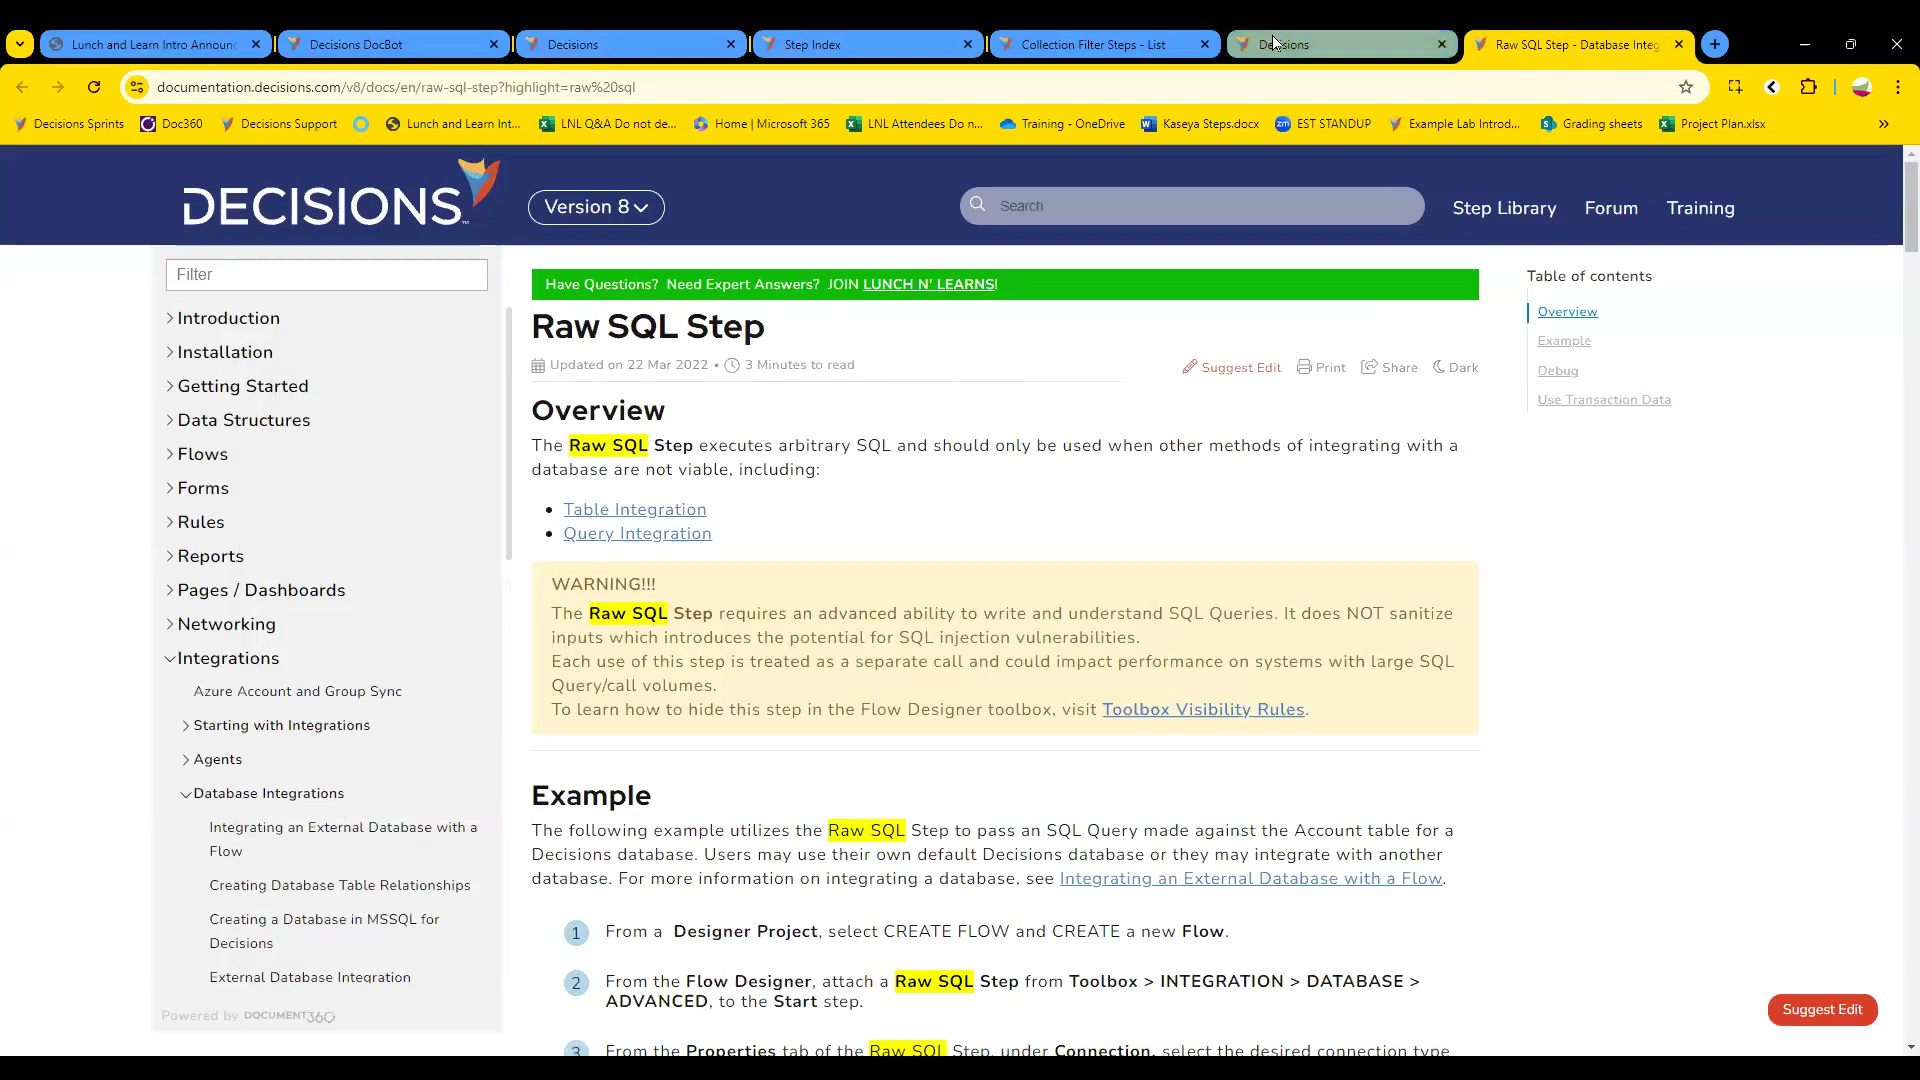 Lunch and Learn Intro Announ
Decisions DocBot
Decisions
Step Index
Collection Filter Steps - List
Decisions
Raw SQL Step - Database Integ
documentation.decisions.com/v8/docs/en/raw-sql-step?highlight=raw%20sql
Decisions Sprints
Doc360
Decisions Support
Lunch and Learn Int...
LNL Q&A Do not de...
Home | Microsoft 365
LNL Attendees Do n...
Training - OneDrive
Kaseya Steps.docx
EST STANDUP
Example Lab Introd...
Grading sheets
Project Plan.xlsx
DECISIONS
Version 8
Search
Step Library
Forum
Training
Filter
Introduction
Installation
Getting Started
Data Structures
Flows
Forms
Rules
Reports
Pages / Dashboards
Networking
Integrations
Azure Account and Group Sync
Starting with Integrations
Agents
Database Integrations
Integrating an External Database with a
Flow
Creating Database Table Relationships
Creating a Database in MSSQL for
Decisions
External Database Integration
Powered by DOCUMENT360
Have Questions? Need Expert Answers? JOIN LUNCH N' LEARNS!
Raw SQL Step
Updated on 22 Mar 2022 • 3 Minutes to read
Suggest Edit
Print
Share
Dark
Overview
The Raw SQL Step executes arbitrary SQL and should only be used when other methods of integrating with a
database are not viable, including:
• Table Integration
• Query Integration
WARNING!!!
The Raw SQL Step requires an advanced ability to write and understand SQL Queries. It does NOT sanitize
inputs which introduces the potential for SQL injection vulnerabilities.
Each use of this step is treated as a separate call and could impact performance on systems with large SQL
Query/call volumes.
To learn how to hide this step in the Flow Designer toolbox, visit Toolbox Visibility Rules.
Example
The following example utilizes the Raw SQL Step to pass an SQL Query made against the Account table for a
Decisions database. Users may use their own default Decisions database or they may integrate with another
database. For more information on integrating a database, see Integrating an External Database with a Flow.
1 From a Designer Project, select CREATE FLOW and CREATE a new Flow.
2 From the Flow Designer, attach a Raw SQL Step from Toolbox > INTEGRATION > DATABASE >
ADVANCED, to the Start step.
3 From the Properties tab of the Raw SQL Step, under Connection, select the desired connection type
Table of contents
Overview
Example
Debug
Use Transaction Data
Suggest Edit